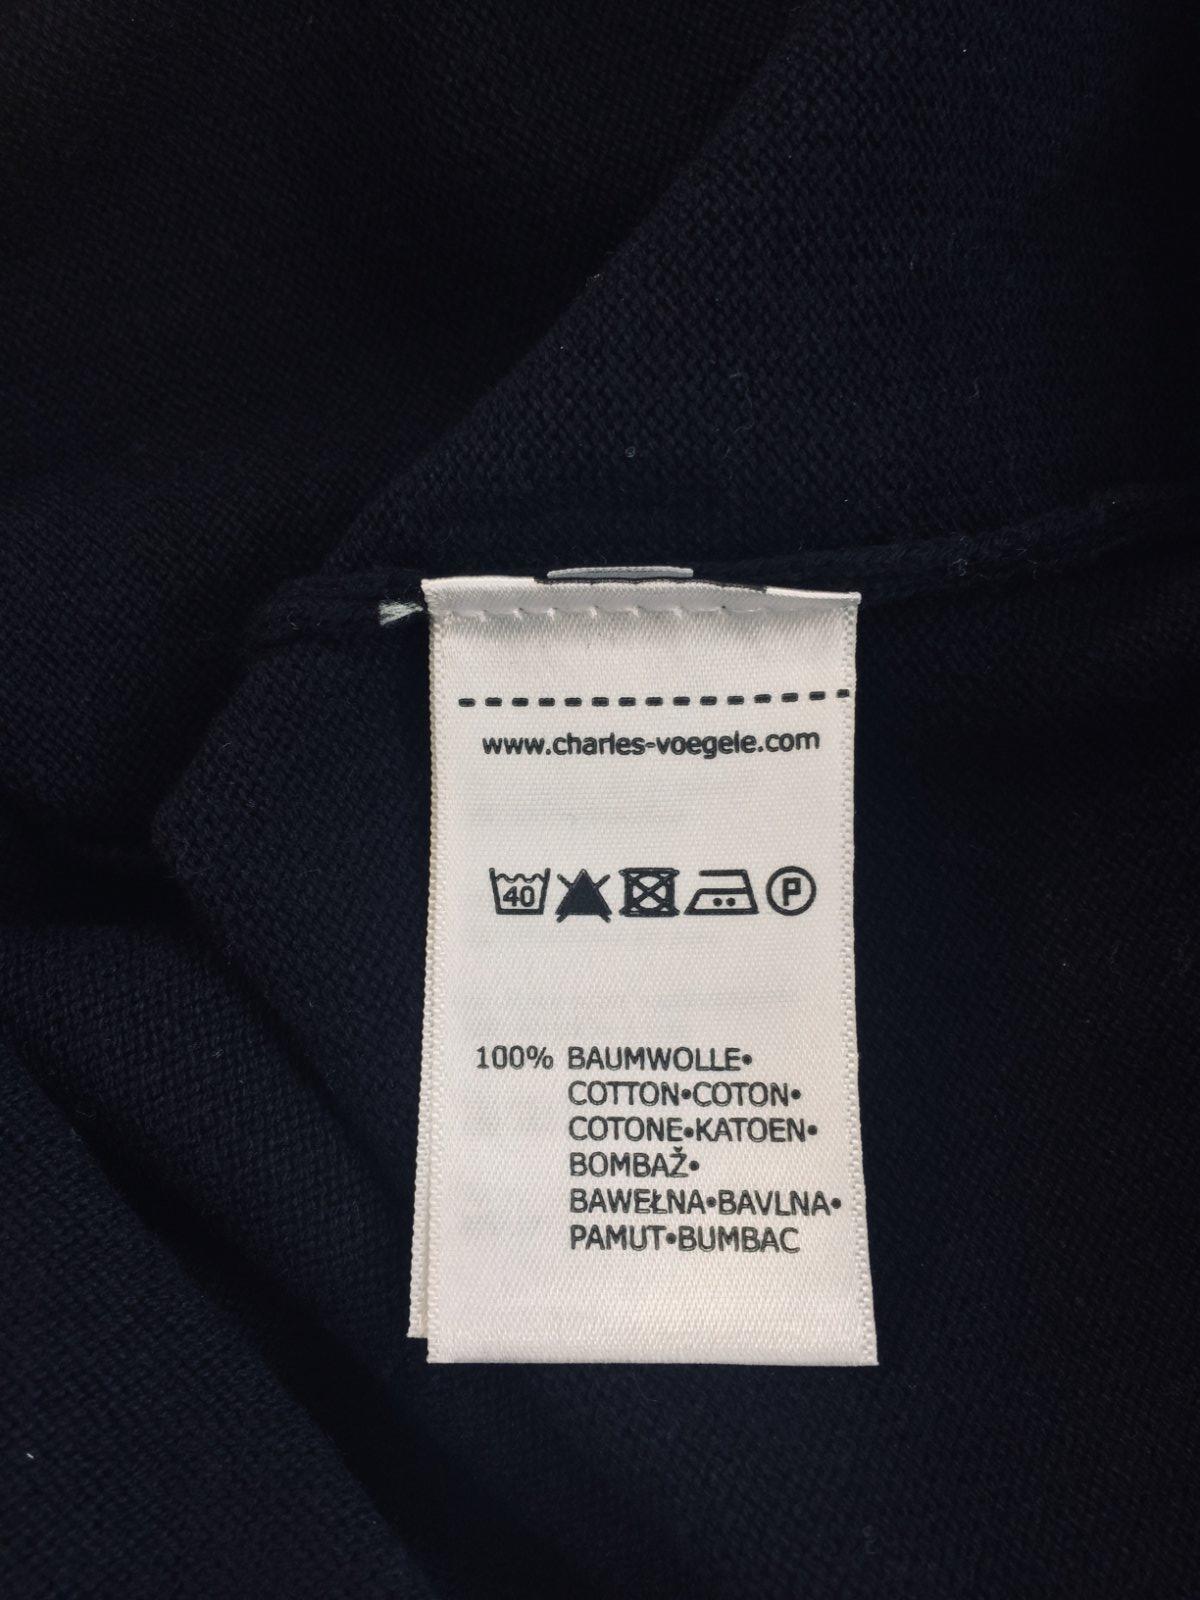 www.charles-voegele.com
40 P
100% BAUMWOLLE•
COTTON•COTON•
COTONE•KATOEN•
BOMBAŽ•
BAWEŁNA•BAVLNA•
PAMUT•BUMBAC